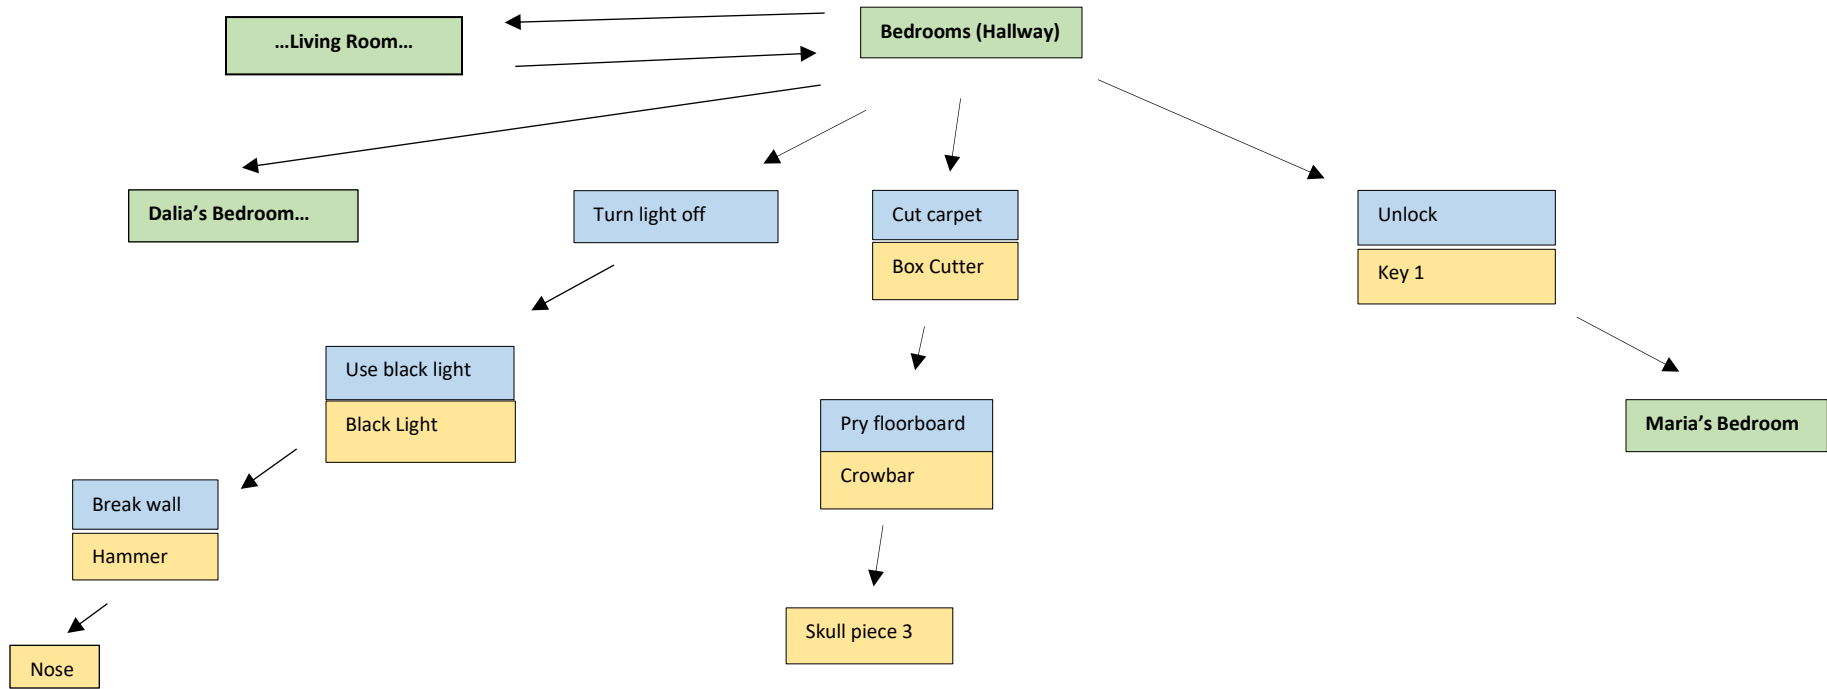 …Living Room…
Bedrooms (Hallway)
Dalia’s Bedroom…
Turn light off
Cut carpet
Box Cutter
Unlock
Key 1
Use black light
Black Light
Pry floorboard
Crowbar
Maria’s Bedroom
Break wall
Hammer
Skull piece 3
Nose